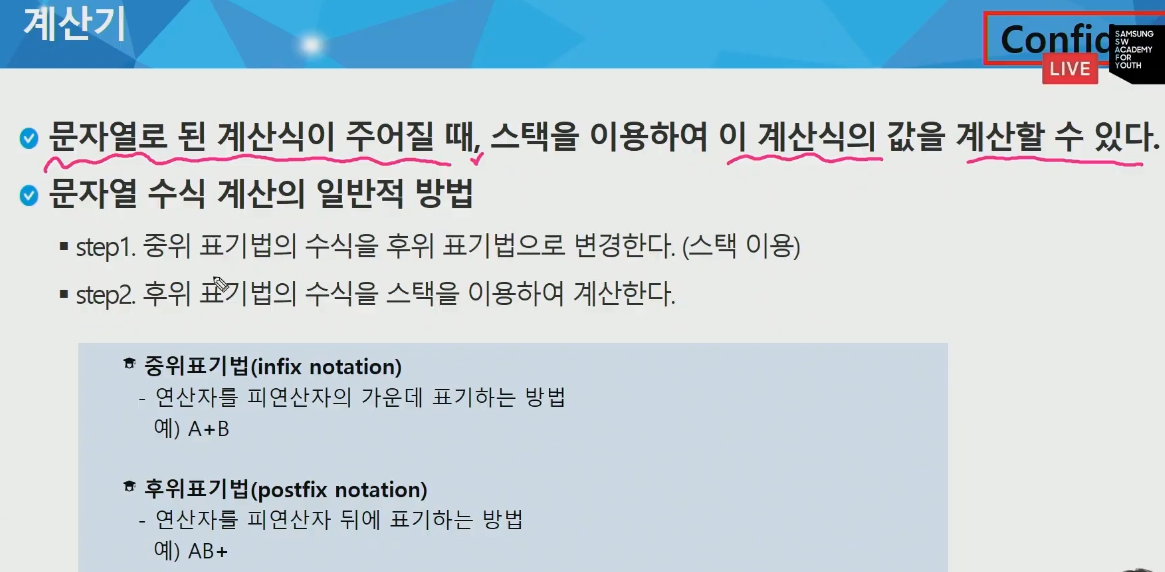 계산기
Confid
SAMSUNG
SW
ACADEMY
FOR
YOUTH
LIVE
문자열로 된 계산식이 주어질 때, 스택을 이용하여 이 계산식의 값을 계산할 수 있다.
문자열 수식 계산의 일반적 방법
▪ step1. 중위 표기법의 수식을 후위 표기법으로 변경한다. (스택 이용)
▪ step2. 후위 표기법의 수식을 스택을 이용하여 계산한다.
중위표기법(infix notation)
- 연산자를 피연산자의 가운데 표기하는 방법
예) A+B
후위표기법(postfix notation)
- 연산자를 피연산자 뒤에 표기하는 방법
예) AB+